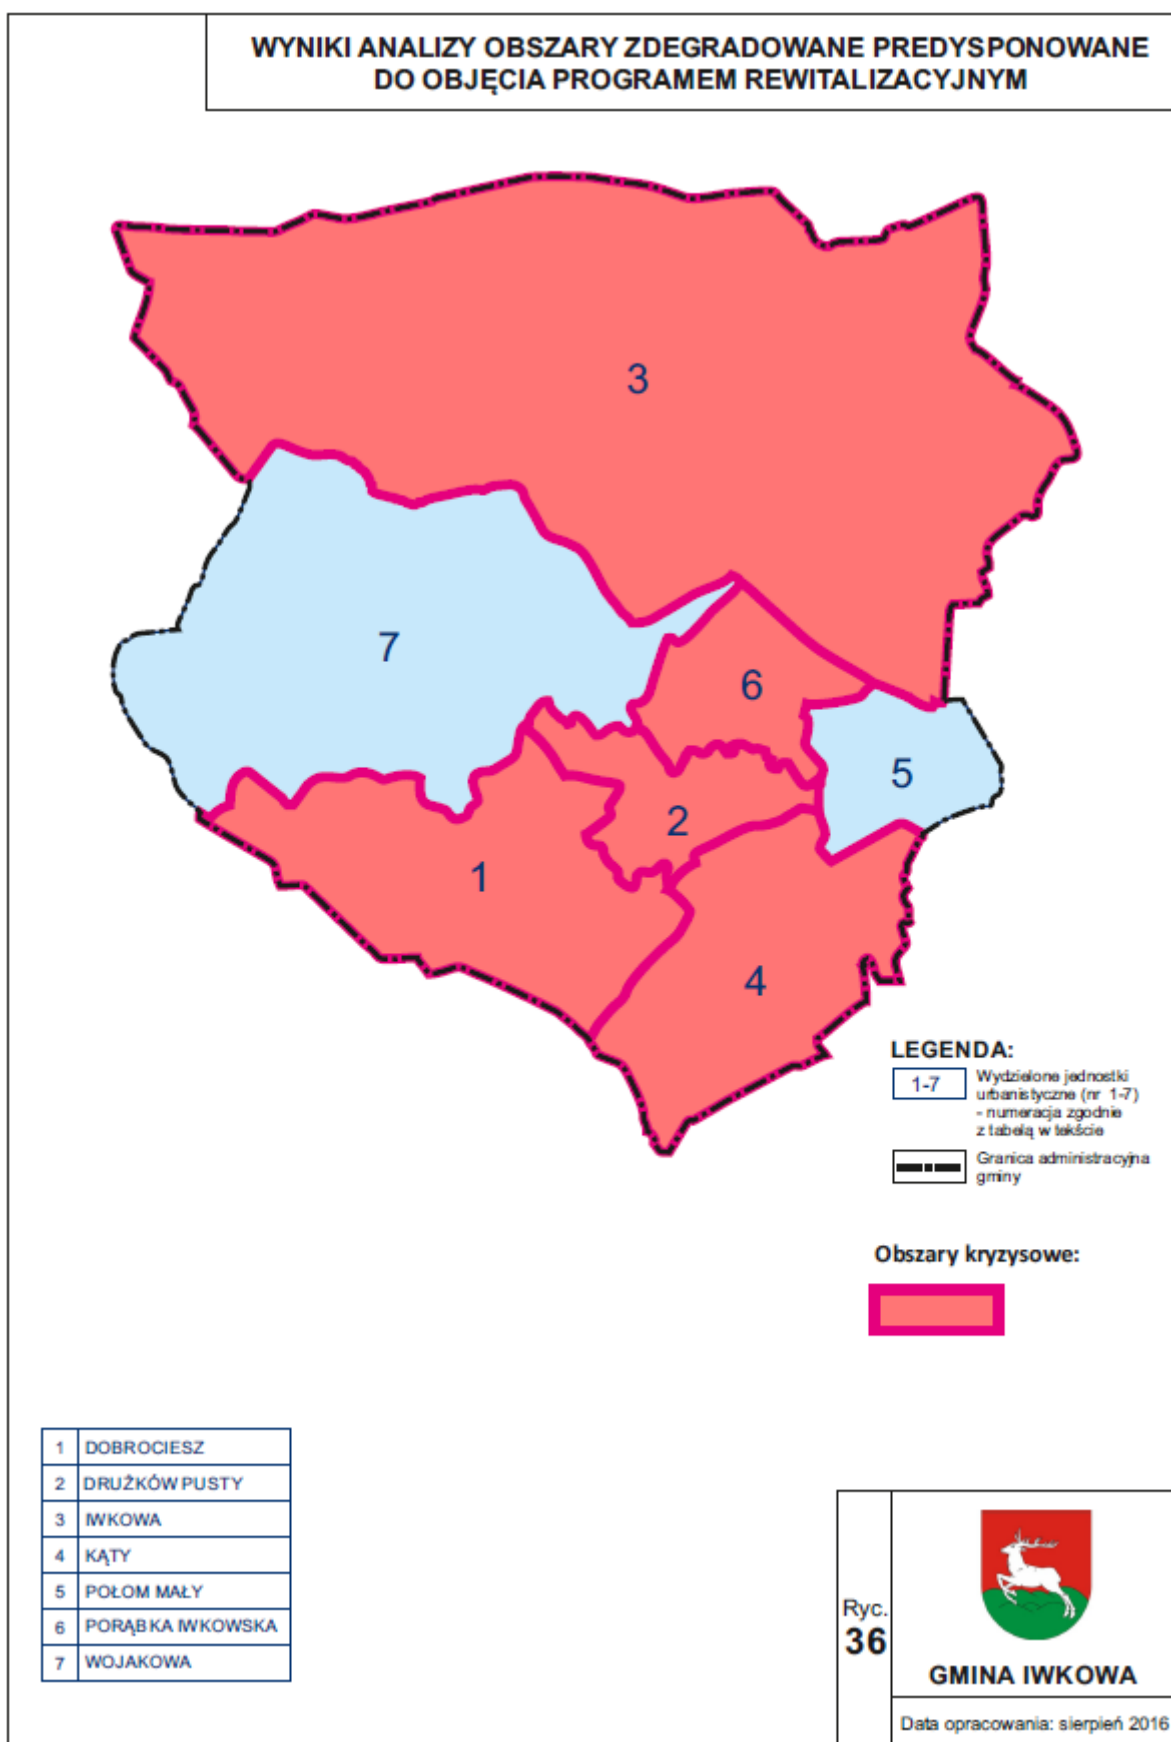 WYNIKI ANALIZY OBSZARY ZDEGRADOWANE PREDYSPONOWANE
DO OBJĘCIA PROGRAMEM REWITALIZACYJNYM
3
7
6
5
2
1
4
LEGENDA:
1-7
Wydzielone jednostki
urbanistyczne (nr 1-7)
- numeracja zgodnie
z tabelą w tekście
Granica administracyjna
gminy
Obszary kryzysowe:
1 DOBROCIESZ
2 DRUŻKÓW PUSTY
3 IWKOWA
4 KĄTY
5 POŁOM MAŁY
6 PORĄBKA IWKOWSKA
7 WOJAKOWA
Ryc.
36
GMINA IWKOWA
Data opracowania: sierpień 2016